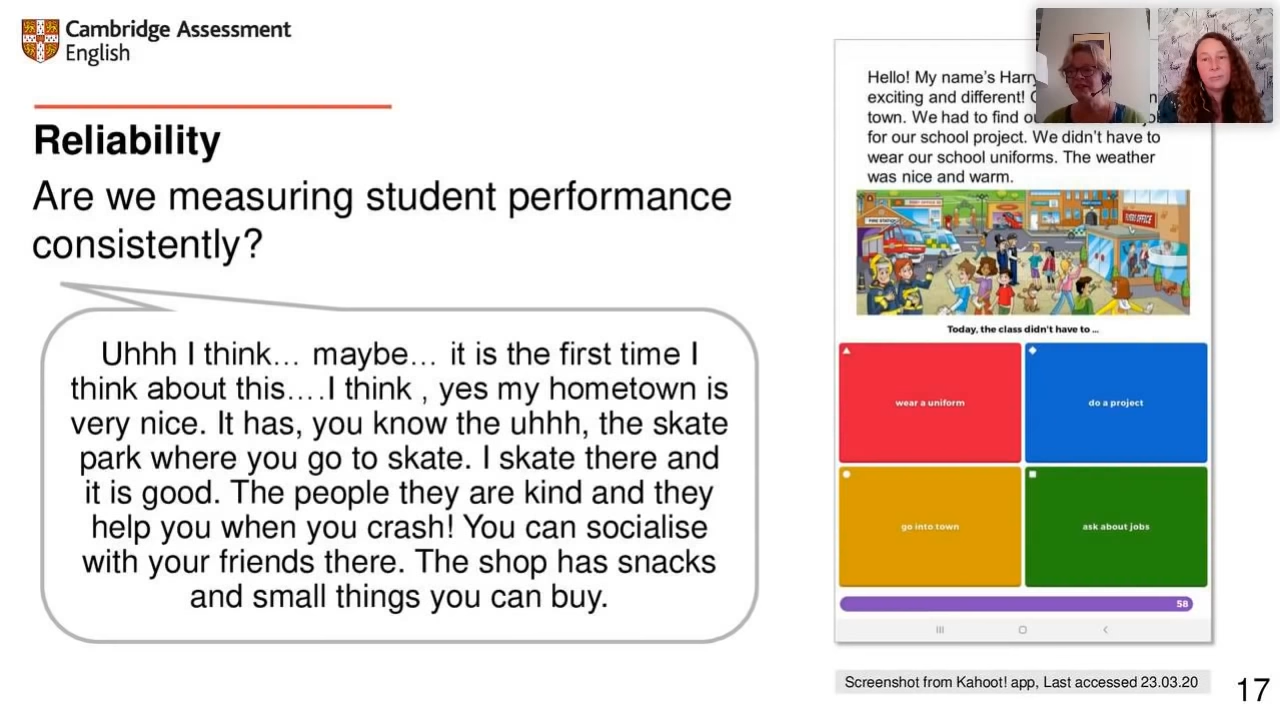 Cambridge Assessment
English
Reliability
Are we measuring student performance
consistently?
Uhhh I think… maybe… it is the first time I
think about this….I think , yes my hometown is
very nice. It has, you know the uhhh, the skate
park where you go to skate. I skate there and
it is good. The people they are kind and they
help you when you crash! You can socialise
with your friends there. The shop has snacks
and small things you can buy.
Hello! My name's Harry
exciting and different!
town. We had to find
for our school project. We didn't have to
wear our school uniforms. The weather
was nice and warm.
FIRE STATION
Today, the class didn't have to ...
wear a uniform
do a project
go into town
ask about jobs
58
Screenshot from Kahoot! app, Last accessed 23.03.20
17